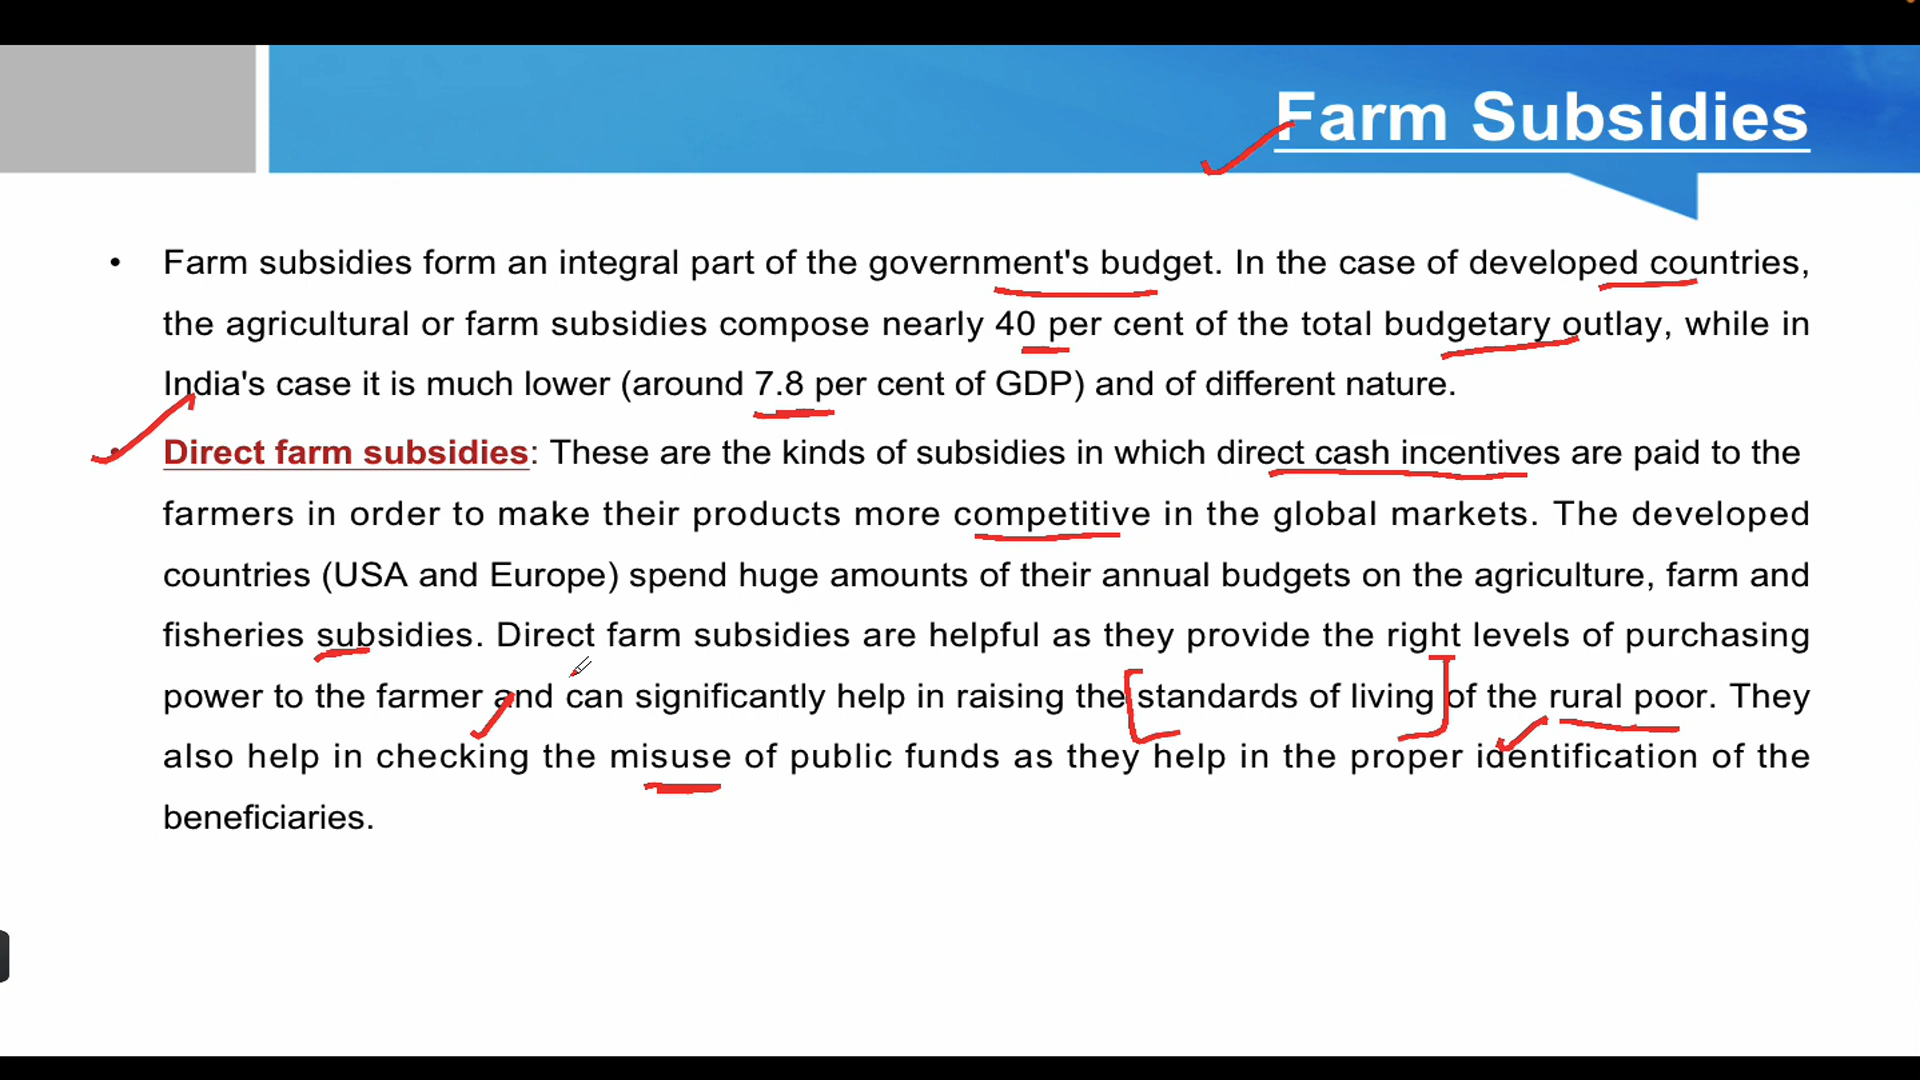 Farm Subsidies
• Farm subsidies form an integral part of the government's budget. In the case of developed countries,
the agricultural or farm subsidies compose nearly 40 per cent of the total budgetary outlay, while in
India's case it is much lower (around 7.8 per cent of GDP) and of different nature.
• Direct farm subsidies: These are the kinds of subsidies in which direct cash incentives are paid to the
farmers in order to make their products more competitive in the global markets. The developed
countries (USA and Europe) spend huge amounts of their annual budgets on the agriculture, farm and
fisheries subsidies. Direct farm subsidies are helpful as they provide the right levels of purchasing
power to the farmer and can significantly help in raising the standards of living of the rural poor. They
also help in checking the misuse of public funds as they help in the proper identification of the
beneficiaries.